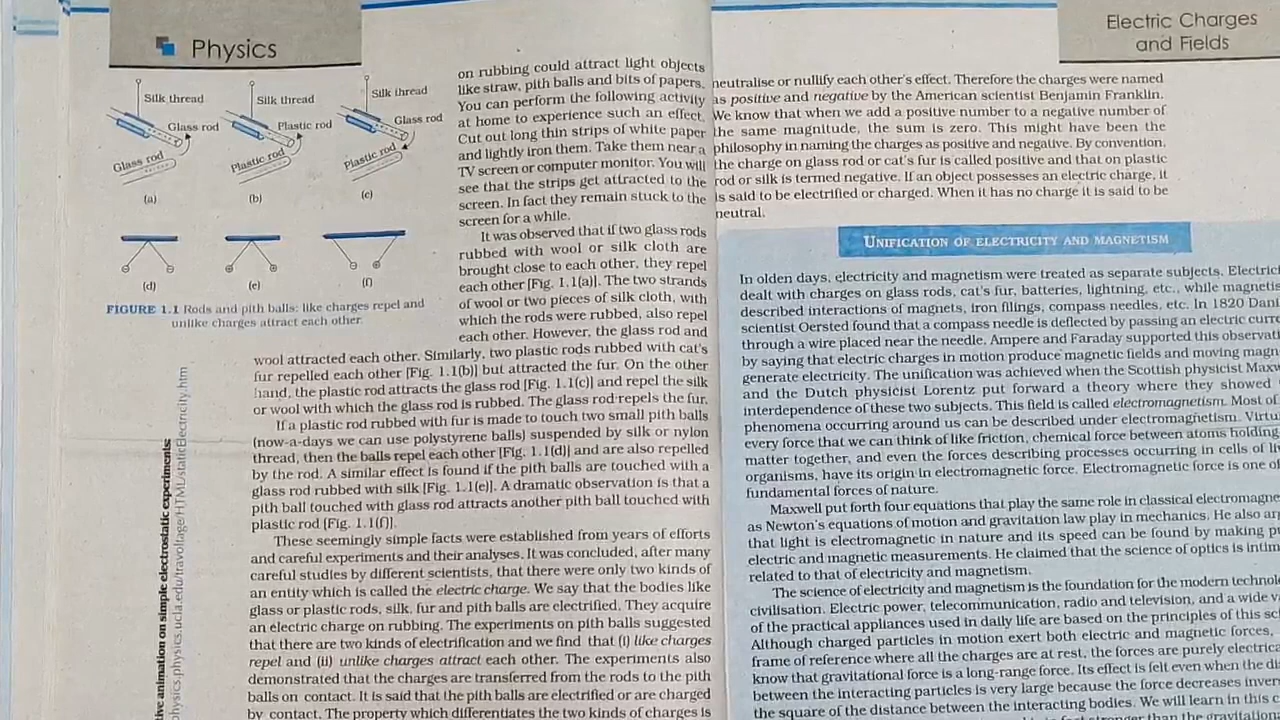 Physics
Silk thread
Silk thread
Silk thread
Glass rod
Plastic rod
Glass rod
Glass rod
Plastic rod
Plastic rod
(a)
(b)
(c)
(d)
(e)
(f)
FIGURE 1.1 Rods and pith balls: like charges repel and
unlike charges attract each other.
on rubbing could attract light objects
like straw, pith balls and bits of papers.
You can perform the following activity
at home to experience such an effect.
Cut out long thin strips of white paper
and lightly iron them. Take them near a
TV screen or computer monitor. You will
see that the strips get attracted to the
screen. In fact they remain stuck to the
screen for a while.
It was observed that if two glass rods
rubbed with wool or silk cloth are
brought close to each other, they repel
each other [Fig. 1.1(a)]. The two strands
of wool or two pieces of silk cloth, with
which the rods were rubbed, also repel
each other. However, the glass rod and
wool attracted each other. Similarly, two plastic rods rubbed with cat's
fur repelled each other [Fig. 1.1(b)] but attracted the fur. On the other
hand, the plastic rod attracts the glass rod [Fig. 1.1(c)] and repel the silk
or wool with which the glass rod is rubbed. The glass rod repels the fur.
If a plastic rod rubbed with fur is made to touch two small pith balls
(now-a-days we can use polystyrene balls) suspended by silk or nylon
thread, then the balls repel each other [Fig. 1.1(d)] and are also repelled
by the rod. A similar effect is found if the pith balls are touched with a
glass rod rubbed with silk [Fig. 1.1(e)]. A dramatic observation is that a
pith ball touched with glass rod attracts another pith ball touched with
plastic rod [Fig. 1.1(f)].
These seemingly simple facts were established from years of efforts
and careful experiments and their analyses. It was concluded, after many
careful studies by different scientists, that there were only two kinds of
an entity which is called the electric charge. We say that the bodies like
glass or plastic rods, silk, fur and pith balls are electrified. They acquire
an electric charge on rubbing. The experiments on pith balls suggested
that there are two kinds of electrification and we find that (i) like charges
repel and (ii) unlike charges attract each other. The experiments also
demonstrated that the charges are transferred from the rods to the pith
balls on contact. It is said that the pith balls are electrified or are charged
by contact. The property which differentiates the two kinds of charges is
ive animation on simple electrostatic experiments:
physics.ucla.edu/travoltage/HTML/staticElectricity.htm
Electric Charges
and Fields
neutralise or nullify each other's effect. Therefore the charges were named
as positive and negative by the American scientist Benjamin Franklin.
We know that when we add a positive number to a negative number of
the same magnitude, the sum is zero. This might have been the
philosophy in naming the charges as positive and negative. By convention,
the charge on glass rod or cat's fur is called positive and that on plastic
rod or silk is termed negative. If an object possesses an electric charge, it
is said to be electrified or charged. When it has no charge it is said to be
neutral.
UNIFICATION OF ELECTRICITY AND MAGNETISM
In olden days, electricity and magnetism were treated as separate subjects. Electrici
dealt with charges on glass rods, cat's fur, batteries, lightning, etc., while magnetis
described interactions of magnets, iron filings, compass needles, etc. In 1820 Dani
scientist Oersted found that a compass needle is deflected by passing an electric curre
through a wire placed near the needle. Ampere and Faraday supported this observati
by saying that electric charges in motion produce magnetic fields and moving magn
generate electricity. The unification was achieved when the Scottish physicist Maxw
and the Dutch physicist Lorentz put forward a theory where they showed
interdependence of these two subjects. This field is called electromagnetism. Most of
phenomena occurring around us can be described under electromagnetism. Virtu
every force that we can think of like friction, chemical force between atoms holding
matter together, and even the forces describing processes occurring in cells of li
organisms, have its origin in electromagnetic force. Electromagnetic force is one of
fundamental forces of nature.
Maxwell put forth four equations that play the same role in classical electromagne
as Newton's equations of motion and gravitation law play in mechanics. He also ar
that light is electromagnetic in nature and its speed can be found by making p
electric and magnetic measurements. He claimed that the science of optics is intim
related to that of electricity and magnetism.
The science of electricity and magnetism is the foundation for the modern technol
civilisation. Electric power, telecommunication, radio and television, and a wide v
of the practical appliances used in daily life are based on the principles of this sc
Although charged particles in motion exert both electric and magnetic forces,
frame of reference where all the charges are at rest, the forces are purely electrica
know that gravitational force is a long-range force. Its effect is felt even when the di
between the interacting particles is very large because the force decreases inver
the square of the distance between the interacting bodies. We will learn in this c